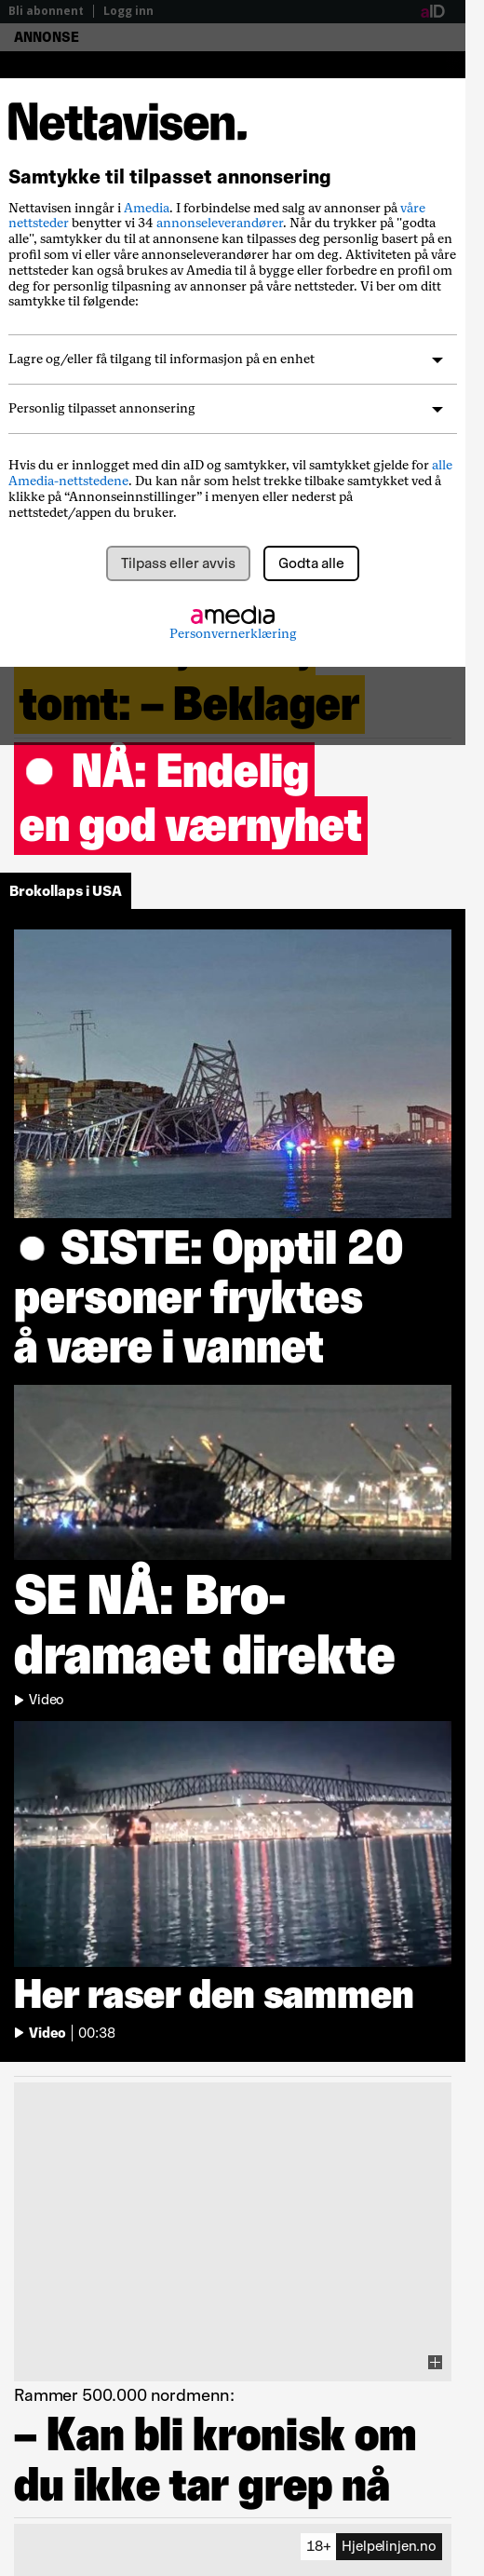 Bli abonnent | Logg inn
aID
ANNONSE
Nettavisen.
Samtykke til tilpasset annonsering
Nettavisen inngår i Amedia. I forbindelse med salg av annonser på våre
nettsteder benytter vi 34 annonseleverandører. Når du trykker på "godta
alle", samtykker du til at annonsene kan tilpasses deg personlig basert på en
profil som vi eller våre annonseleverandører har om deg. Aktiviteten på våre
nettsteder kan også brukes av Amedia til å bygge eller forbedre en profil om
deg for personlig tilpasning av annonser på våre nettsteder. Vi ber om ditt
samtykke til følgende:
Lagre og/eller få tilgang til informasjon på en enhet
Personlig tilpasset annonsering
Hvis du er innlogget med din aID og samtykker, vil samtykket gjelde for alle
Amedia-nettstedene. Du kan når som helst trekke tilbake samtykket ved å
klikke på “Annonseinnstillinger” i menyen eller nederst på
nettstedet/appen du bruker.
Tilpass eller avvis
Godta alle
amedia
Personvernerklæring
tomt: – Beklager
NÅ: Endelig
en god værnyhet
Brokollaps i USA
SISTE: Opptil 20
personer fryktes
å være i vannet
SE NÅ: Bro-
dramaet direkte
Video
Her raser den sammen
Video | 00:38
Rammer 500.000 nordmenn:
– Kan bli kronisk om
du ikke tar grep nå
18+ Hjelpelinjen.no